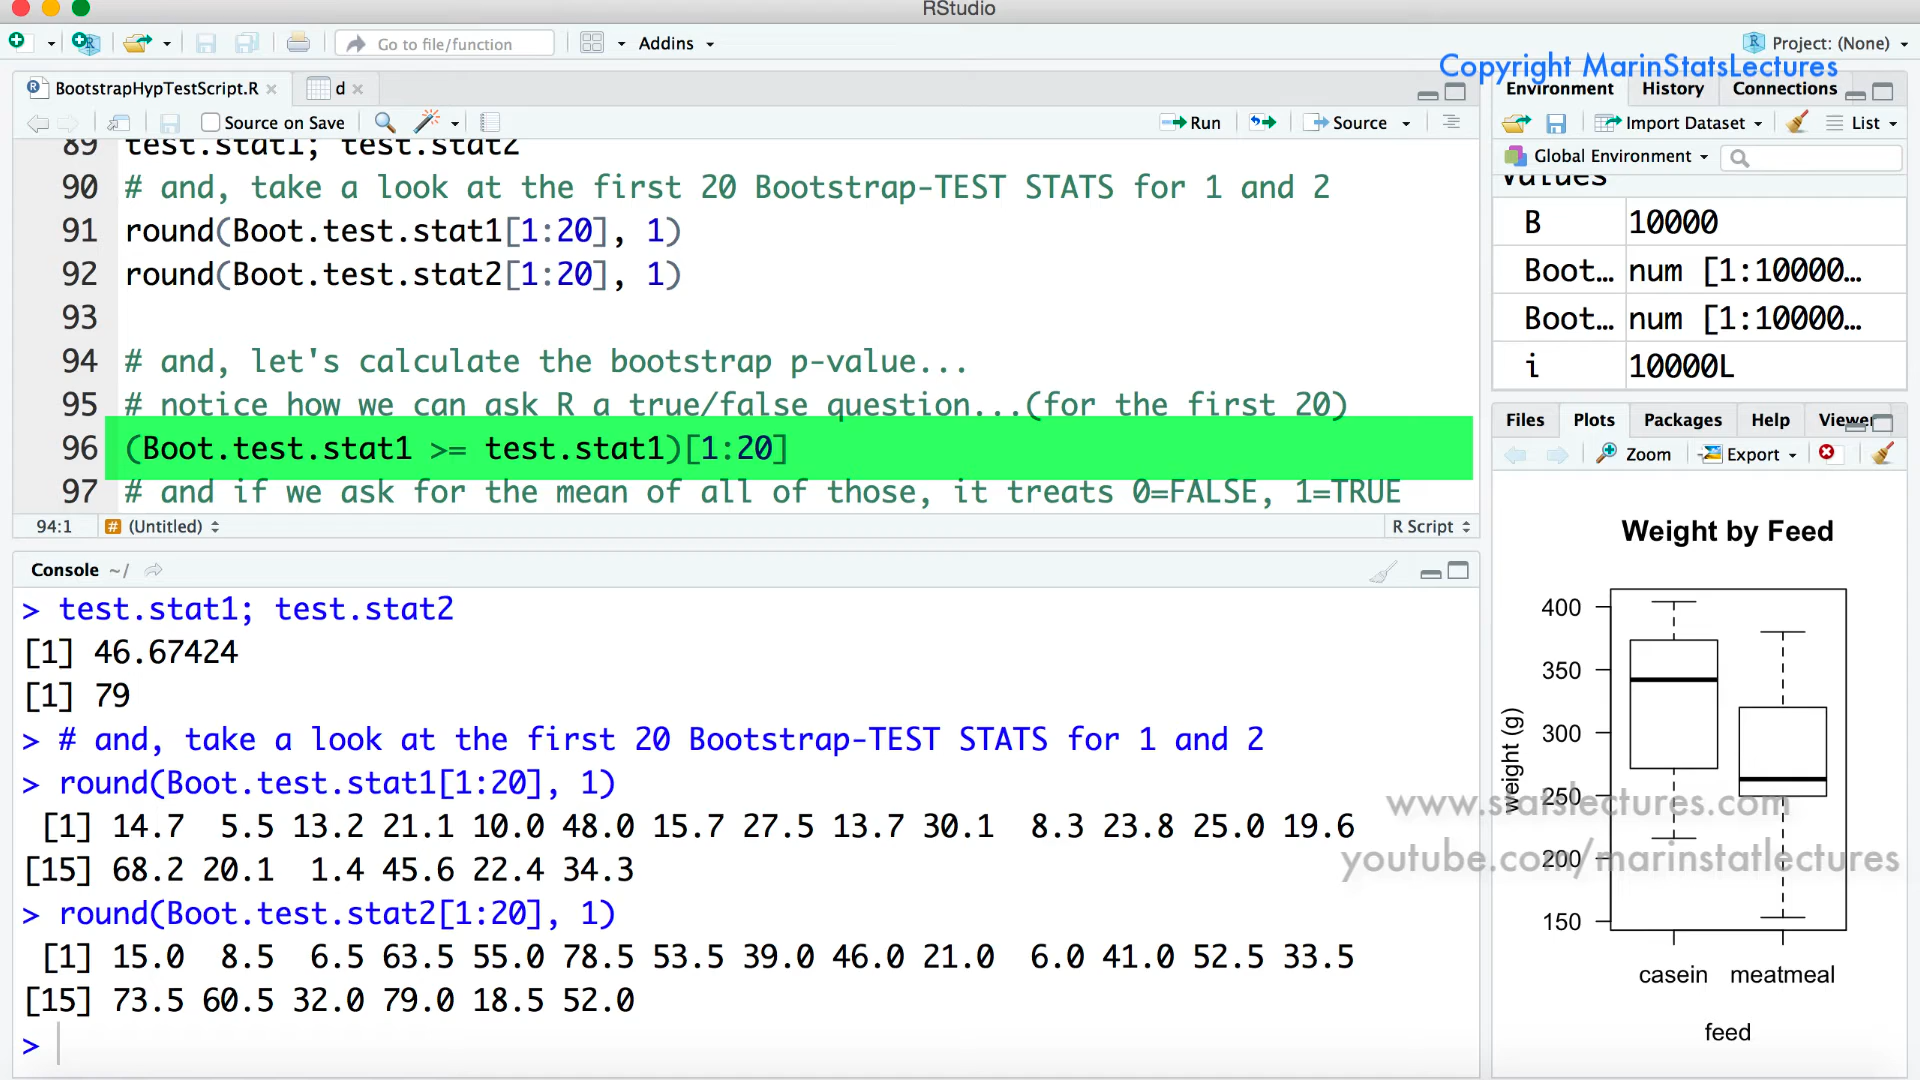 RStudio
Go to file/function
Addins
Project: (None)
Copyright MarinStatsLectures
BootstrapHypTestScript.R
d
Source on Save
Run
Source
89 test.stat1; test.stat2
90 # and, take a look at the first 20 Bootstrap-TEST STATS for 1 and 2
91 round(Boot.test.stat1[1:20], 1)
92 round(Boot.test.stat2[1:20], 1)
93
94 # and, let's calculate the bootstrap p-value...
95 # notice how we can ask R a true/false question...(for the first 20)
96 (Boot.test.stat1 >= test.stat1)[1:20]
97 # and if we ask for the mean of all of those, it treats 0=FALSE, 1=TRUE
94:1 # (Untitled) R Script
Console ~/
> test.stat1; test.stat2
[1] 46.67424
[1] 79
> # and, take a look at the first 20 Bootstrap-TEST STATS for 1 and 2
> round(Boot.test.stat1[1:20], 1)
[1] 14.7 5.5 13.2 21.1 10.0 48.0 15.7 27.5 13.7 30.1 8.3 23.8 25.0 19.6
[15] 68.2 20.1 1.4 45.6 22.4 34.3
> round(Boot.test.stat2[1:20], 1)
[1] 15.0 8.5 6.5 63.5 55.0 78.5 53.5 39.0 46.0 21.0 6.0 41.0 52.5 33.5
[15] 73.5 60.5 32.0 79.0 18.5 52.0
>
Environment History Connections
Import Dataset List
Global Environment
Values
B 10000
Boot… num [1:10000…
Boot… num [1:10000…
i 10000L
Files Plots Packages Help Viewer
Zoom Export
Weight by Feed
400
350
300
250
200
150
weight (g)
casein meatmeal
feed
www.statslectures.com
youtube.com/marinstatlectures